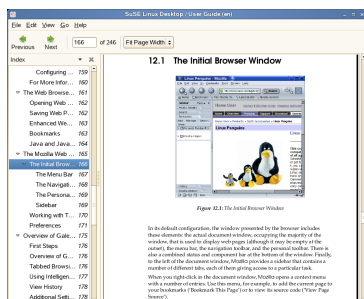 SuSE Linux Desktop / User Guide (en)
File Edit View Go Help
Previous Next 166 of 246 Fit Page Width
Index
Configuring ... 159
For More Infor... 160
The Web Browse... 161
Opening Web ... 162
Saving Web P... 162
Enhanced We... 163
Bookmarks 163
Java and Java... 164
The Mozilla Web ... 165
The Initial Brow... 166
The Menu Bar 167
The Navigati... 168
The Persona... 169
Sidebar 169
Working with T... 170
Preferences 171
Overview of Gale... 175
First Steps 176
Overview of G... 176
Tabbed Browsi... 176
Using Intelligen... 177
View History 178
Additional Setti... 178
12.1 The Initial Browser Window
Linux Penguins
Figure 12.1: The Initial Browser Window
In its default configuration, the window presented by the browser includes
these elements: the actual document window, occupying the majority of the
window, that is used to display web pages (although it may be empty at the
outset), the menu bar, the navigation toolbar, and the personal toolbar. There is
also a combined status and component bar at the bottom of the window. Finally,
to the left of the document window, Mozilla provides a sidebar that contains a
number of different tabs, each of them giving access to a particular task.
When you right-click in the document window, Mozilla opens a context menu
with a number of entries. Use this menu, for example, to add the current page to
your bookmarks ('Bookmark This Page') or to view its source code ('View Page
Source').